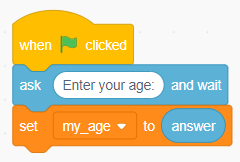 when clicked
ask Enter your age: and wait
set my_age to answer